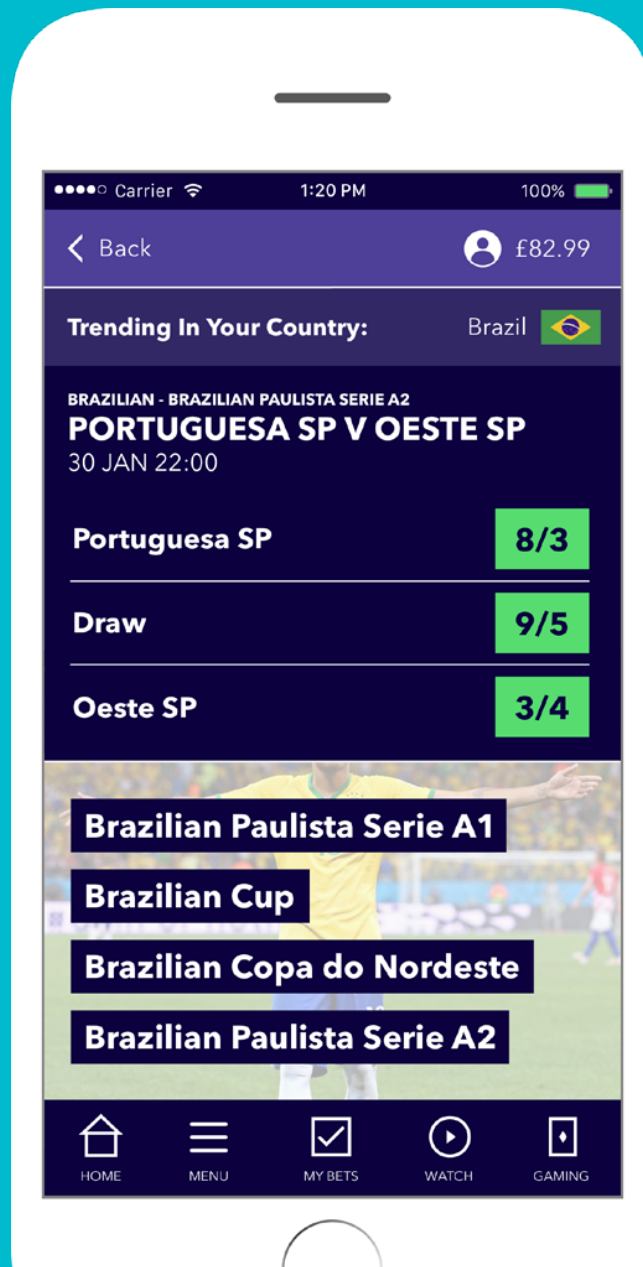 Carrier 1:20 PM 100%
Back £82.99
Trending In Your Country: Brazil
BRAZILIAN - BRAZILIAN PAULISTA SERIE A2
PORTUGUESA SP V OESTE SP
30 JAN 22:00
Portuguesa SP 8/3
Draw 9/5
Oeste SP 3/4
Brazilian Paulista Serie A1
Brazilian Cup
Brazilian Copa do Nordeste
Brazilian Paulista Serie A2
HOME MENU MY BETS WATCH GAMING